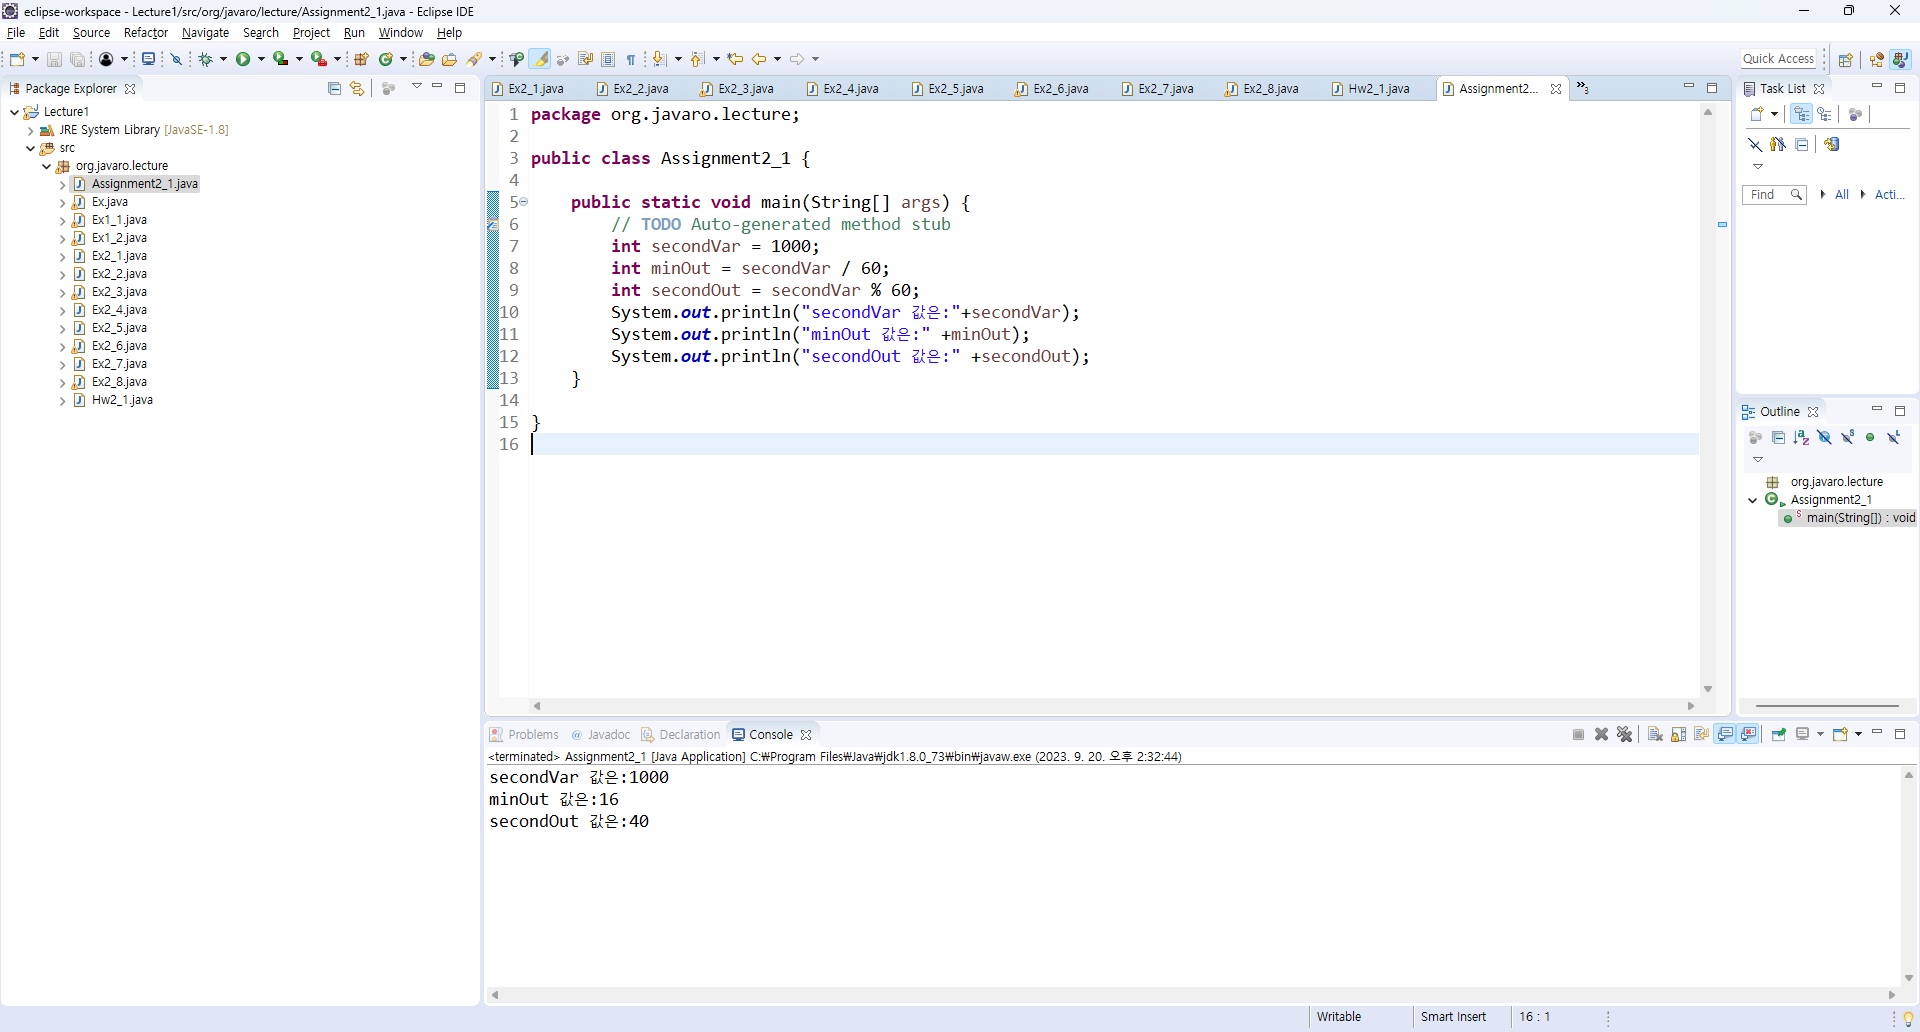 eclipse-workspace - Lecture1/src/org/javaro/lecture/Assignment2_1.java - Eclipse IDE
File Edit Source Refactor Navigate Search Project Run Window Help
Quick Access
Package Explorer
Lecture1
JRE System Library [JavaSE-1.8]
src
org.javaro.lecture
Assignment2_1.java
Ex.java
Ex1_1.java
Ex1_2.java
Ex2_1.java
Ex2_2.java
Ex2_3.java
Ex2_4.java
Ex2_5.java
Ex2_6.java
Ex2_7.java
Ex2_8.java
Hw2_1.java
Ex2_1.java Ex2_2.java Ex2_3.java Ex2_4.java Ex2_5.java Ex2_6.java Ex2_7.java Ex2_8.java Hw2_1.java Assignment2... »3
1 package org.javaro.lecture;
2
3 public class Assignment2_1 {
4
5 public static void main(String[] args) {
6 // TODO Auto-generated method stub
7 int secondVar = 1000;
8 int minOut = secondVar / 60;
9 int secondOut = secondVar % 60;
10 System.out.println("secondVar 값은:"+secondVar);
11 System.out.println("minOut 값은:" +minOut);
12 System.out.println("secondOut 값은:" +secondOut);
13 }
14
15 }
16
Task List
Find All Acti...
Outline
org.javaro.lecture
Assignment2_1
main(String[]) : void
Problems Javadoc Declaration Console
<terminated> Assignment2_1 [Java Application] C:₩Program Files₩Java₩jdk1.8.0_73₩bin₩javaw.exe (2023. 9. 20. 오후 2:32:44)
secondVar 값은:1000
minOut 값은:16
secondOut 값은:40
Writable Smart Insert 16 : 1